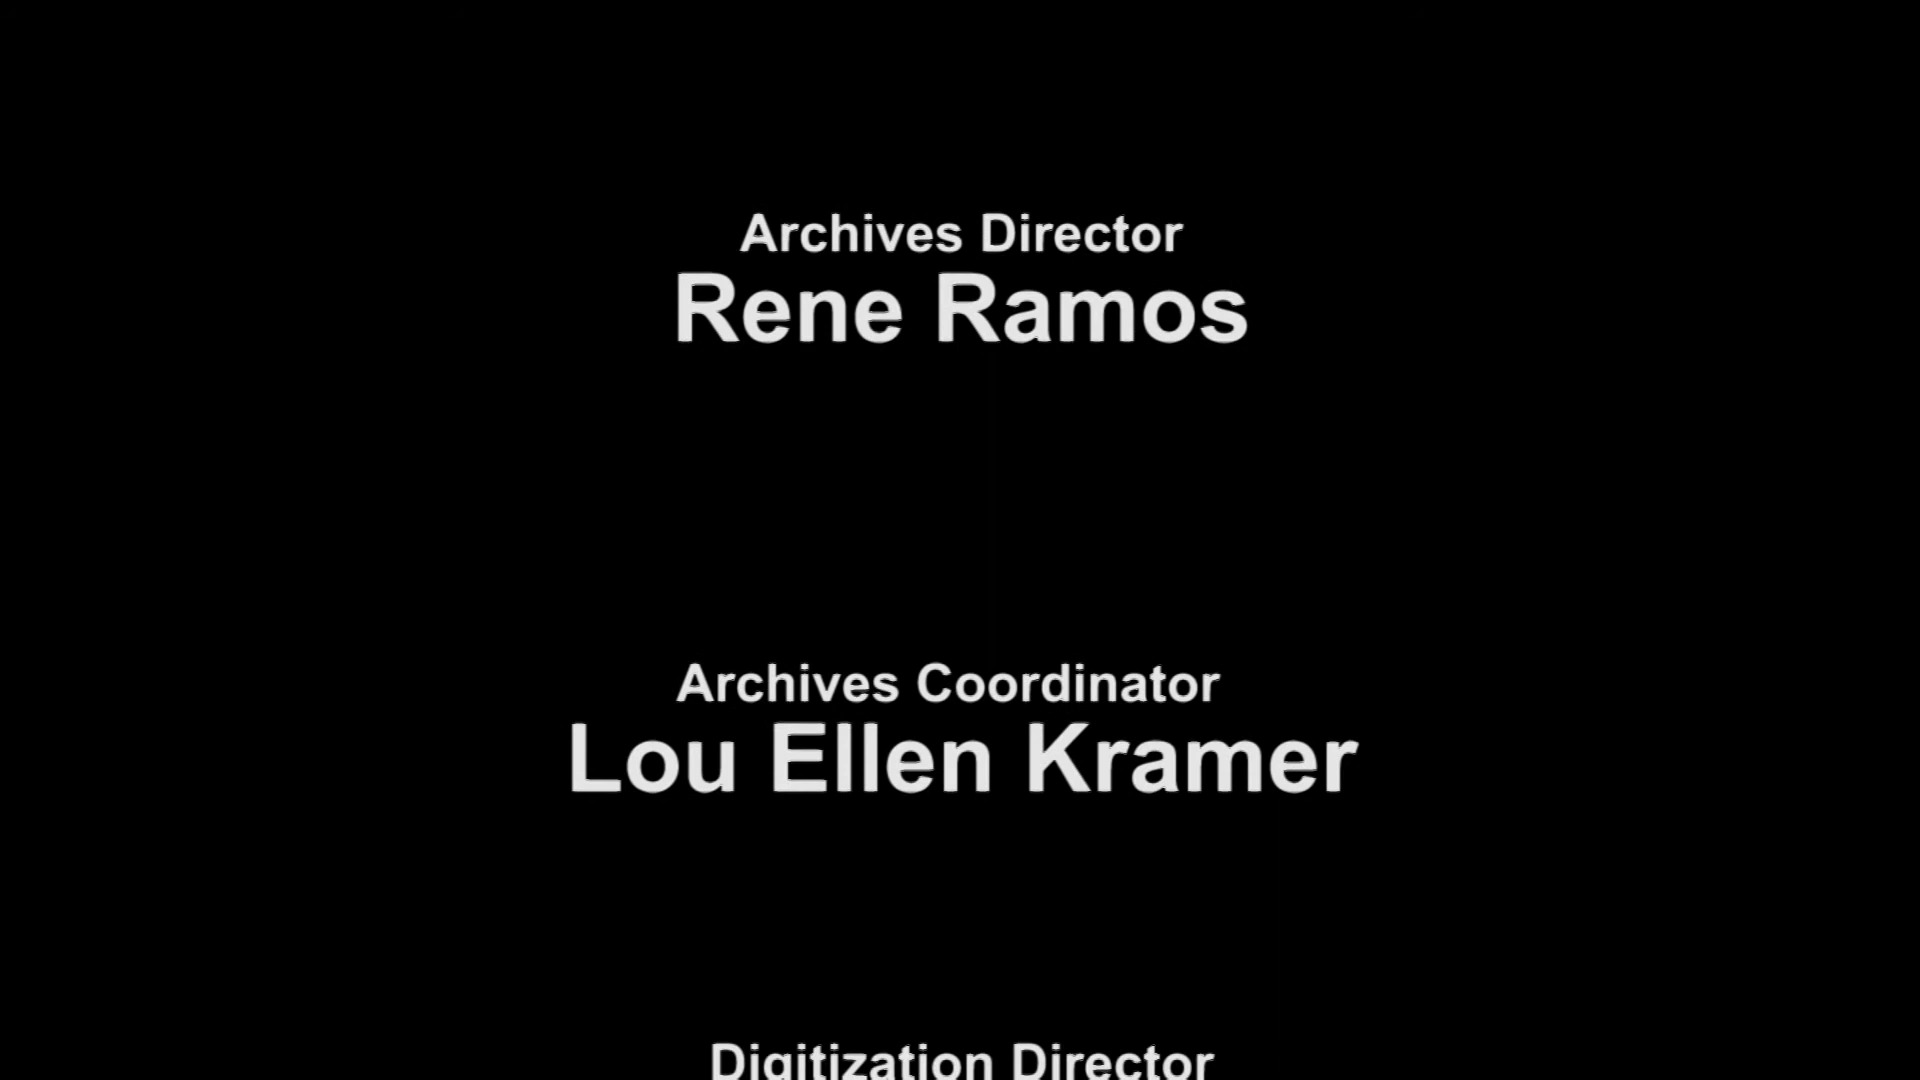 Archives Director
Rene Ramos
Archives Coordinator
Lou Ellen Kramer
Digitization Director